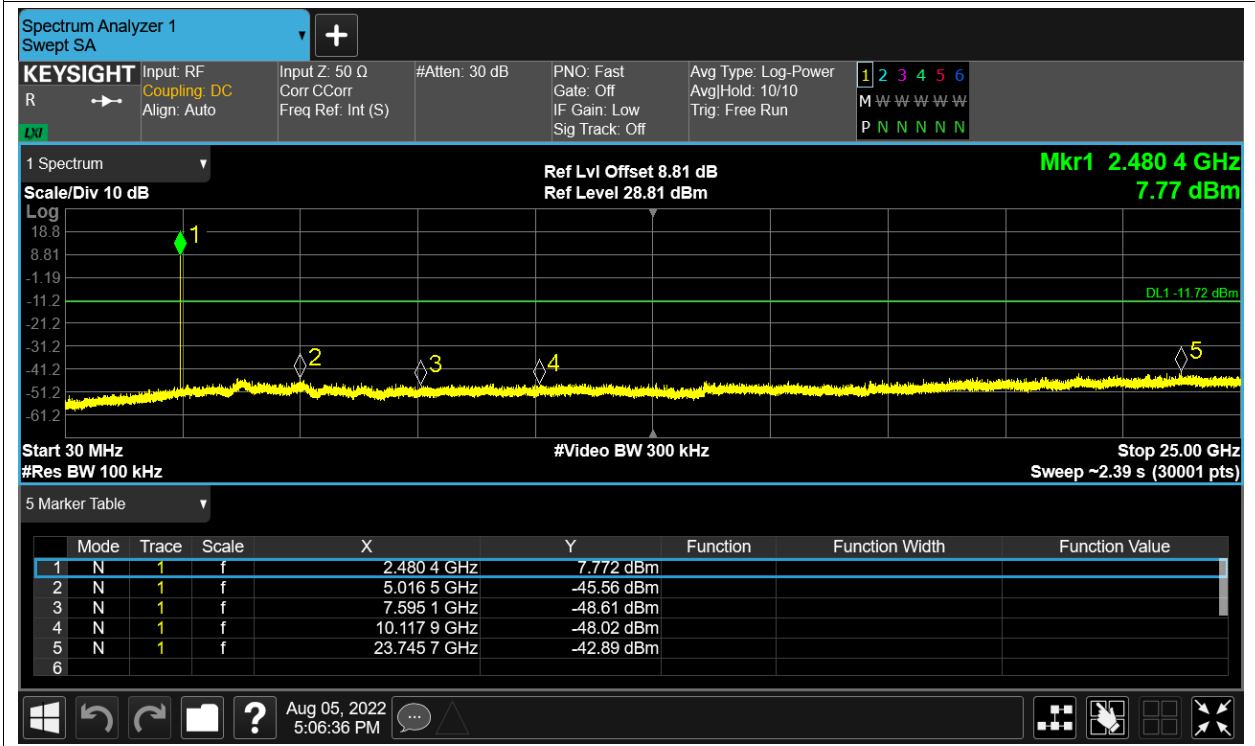 Spectrum Analyzer 1
Swept SA
+
KEYSIGHT Input: RF Input Z: 50 Ω #Atten: 30 dB PNO: Fast Avg Type: Log-Power 1 2 3 4 5 6
R Coupling: DC Corr CCorr Gate: Off Avg|Hold: 10/10 M W W W W W
Align: Auto Freq Ref: Int (S) IF Gain: Low Trig: Free Run
LXI Sig Track: Off P N N N N N
1 Spectrum Ref Lvl Offset 8.81 dB Mkr1 2.480 4 GHz
Scale/Div 10 dB Ref Level 28.81 dBm 7.77 dBm
Log
18.8
1
8.81
-1.19
-11.2
DL1 -11.72 dBm
-21.2
-31.2
2 3 4 5
-41.2
-51.2
-61.2
Start 30 MHz #Video BW 300 kHz Stop 25.00 GHz
#Res BW 100 kHz Sweep ~2.39 s (30001 pts)
5 Marker Table
Mode Trace Scale X Y Function Function Width Function Value
1 N 1 f 2.480 4 GHz 7.772 dBm
2 N 1 f 5.016 5 GHz -45.56 dBm
3 N 1 f 7.595 1 GHz -48.61 dBm
4 N 1 f 10.117 9 GHz -48.02 dBm
5 N 1 f 23.745 7 GHz -42.89 dBm
6
? Aug 05, 2022
5:06:36 PM